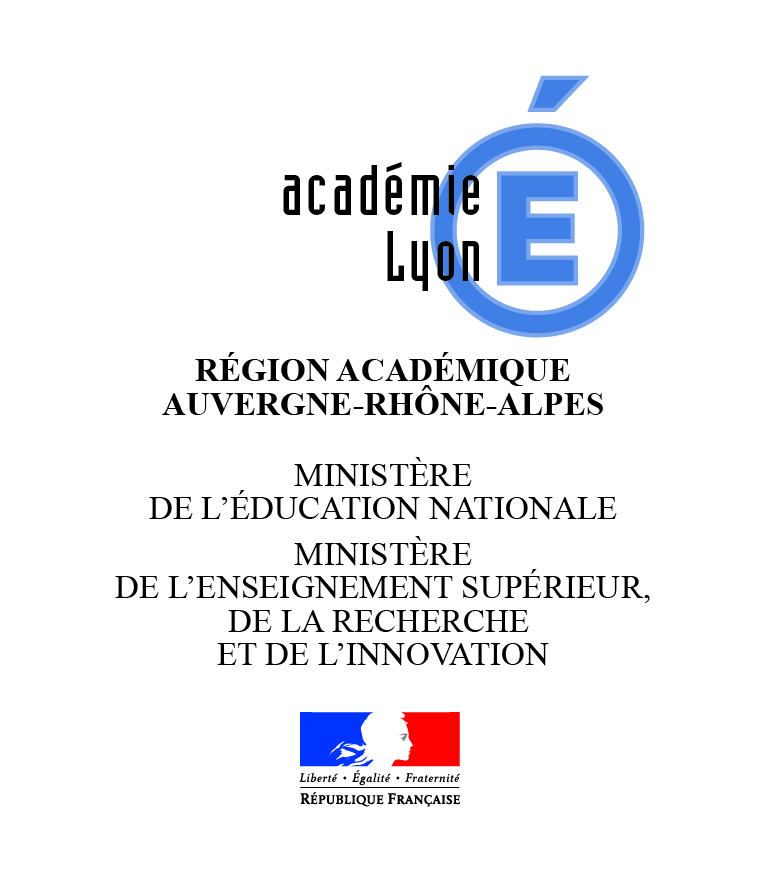 académie
Lyon
É
RÉGION ACADÉMIQUE
AUVERGNE-RHÔNE-ALPES
MINISTÈRE
DE L’ÉDUCATION NATIONALE
MINISTÈRE
DE L’ENSEIGNEMENT SUPÉRIEUR,
DE LA RECHERCHE
ET DE L’INNOVATION
Liberté • Égalité • Fraternité
RÉPUBLIQUE FRANÇAISE